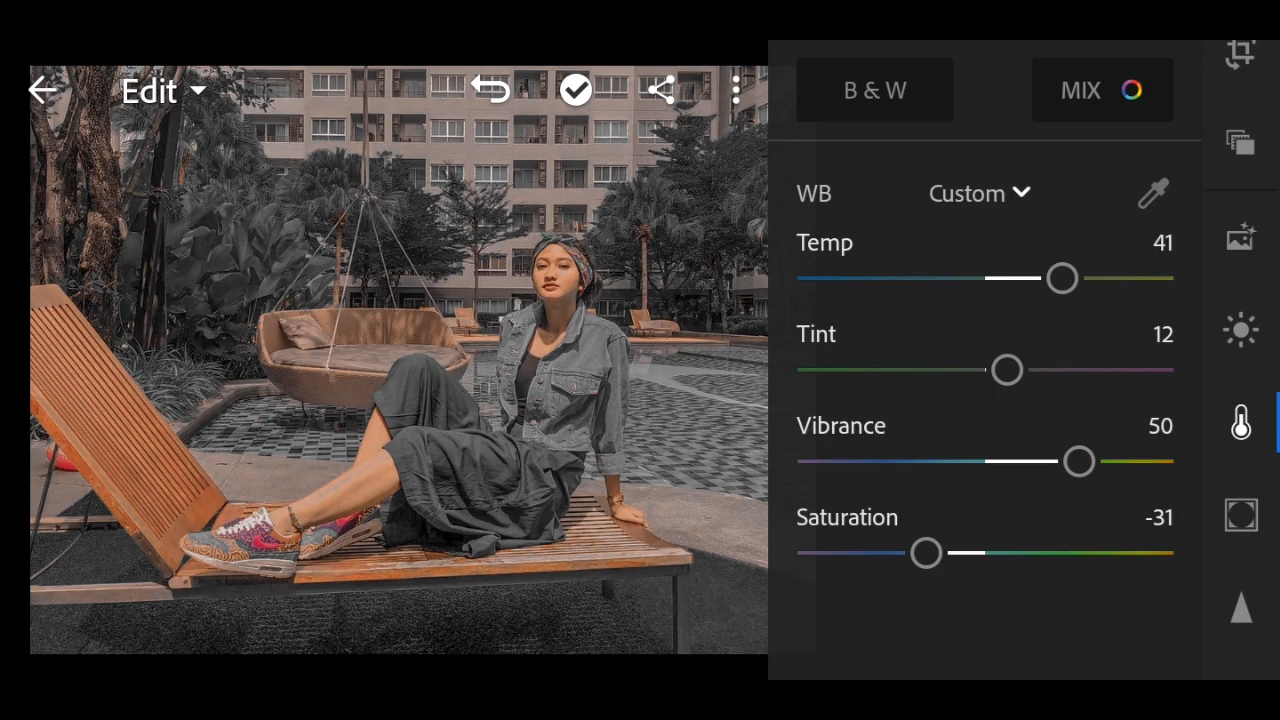 Edit
B & W
MIX
WB Custom
Temp 41
Tint 12
Vibrance 50
Saturation -31